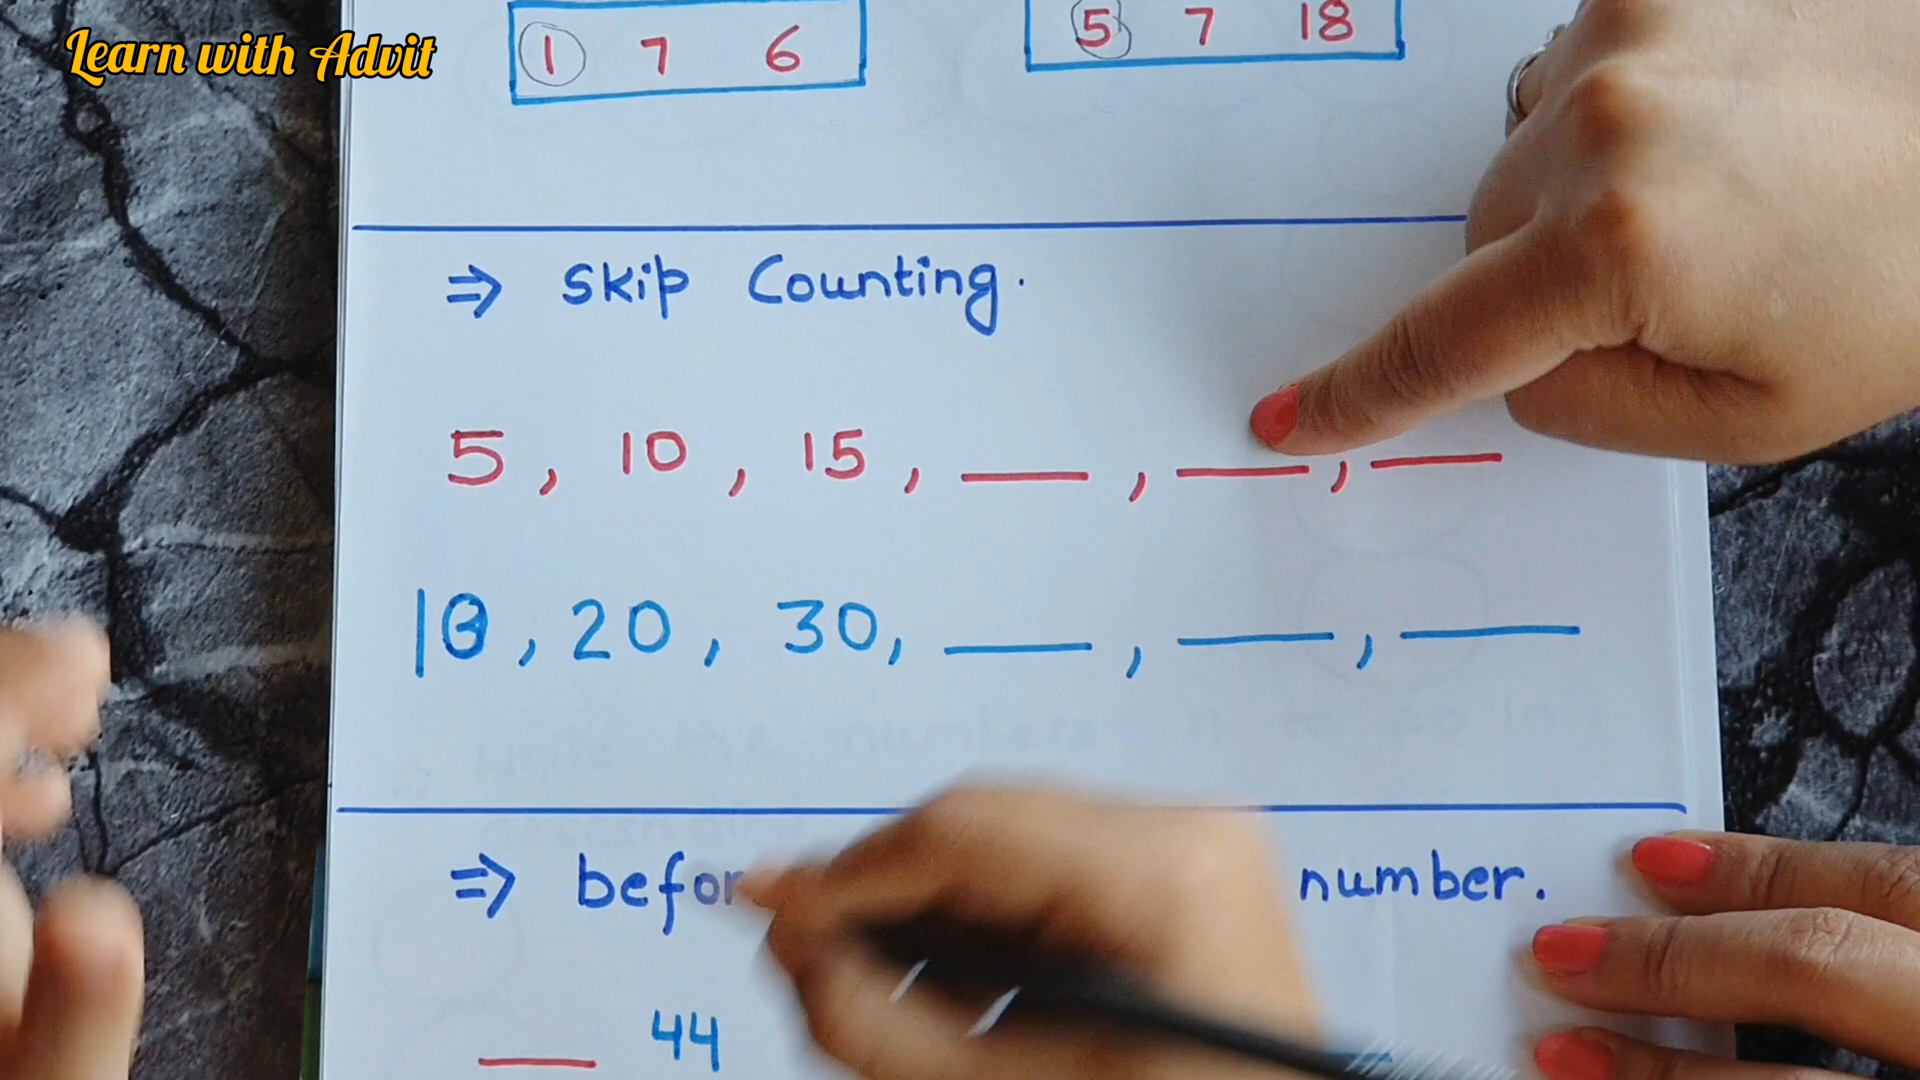 Learn with Advit
1 7 6
5 7 18
⇒ Skip Counting.
5, 10, 15, ___, ___, ___
10, 20, 30, ___, ___, ___
⇒ number.
___ 44